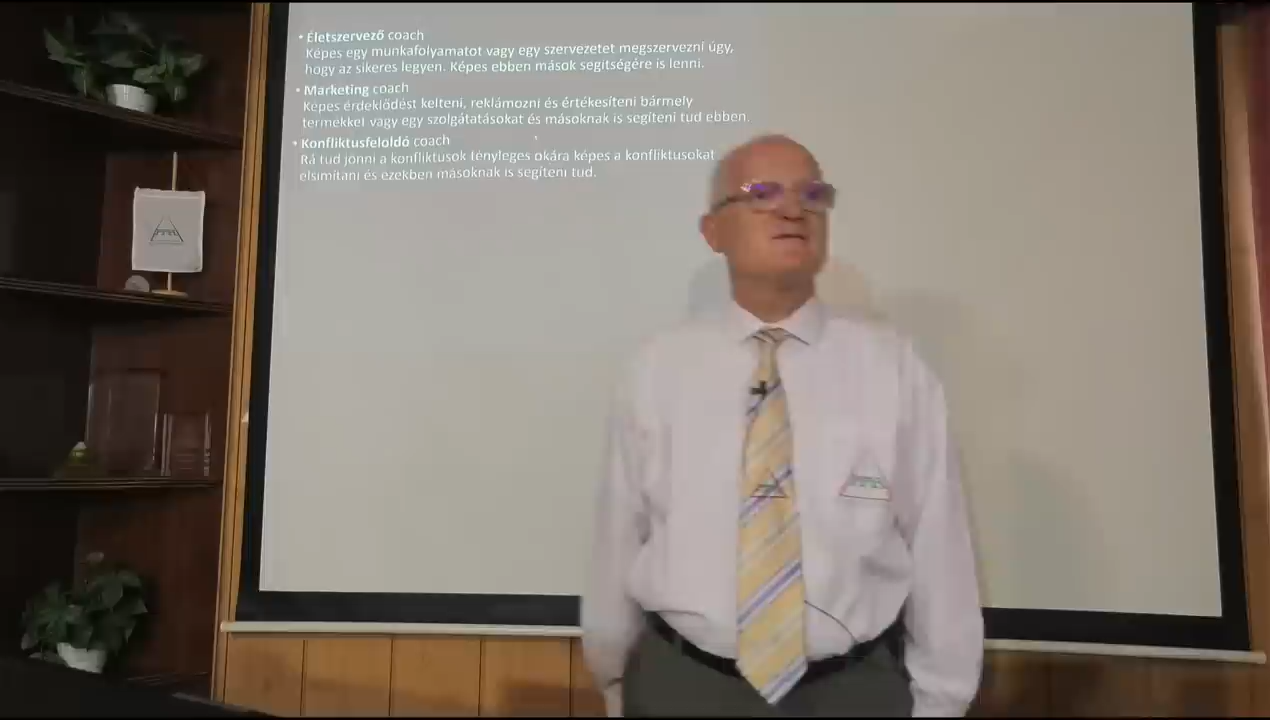 • Életszervező coach
Képes egy munkafolyamatot vagy egy szervezetet megszervezni úgy,
hogy az sikeres legyen. Képes ebben mások segítségére is lenni.
• Marketing coach
Képes érdeklődést kelteni, reklámozni és értékesíteni bármely
termékkel vagy egy szolgátatásokat és másoknak is segíteni tud ebben.
• Konfliktusfeloldó coach
Rá tud jönni a konfliktusok tényleges okára képes a konfliktusokat
elsimítani és ezekben másoknak is segíteni tud.